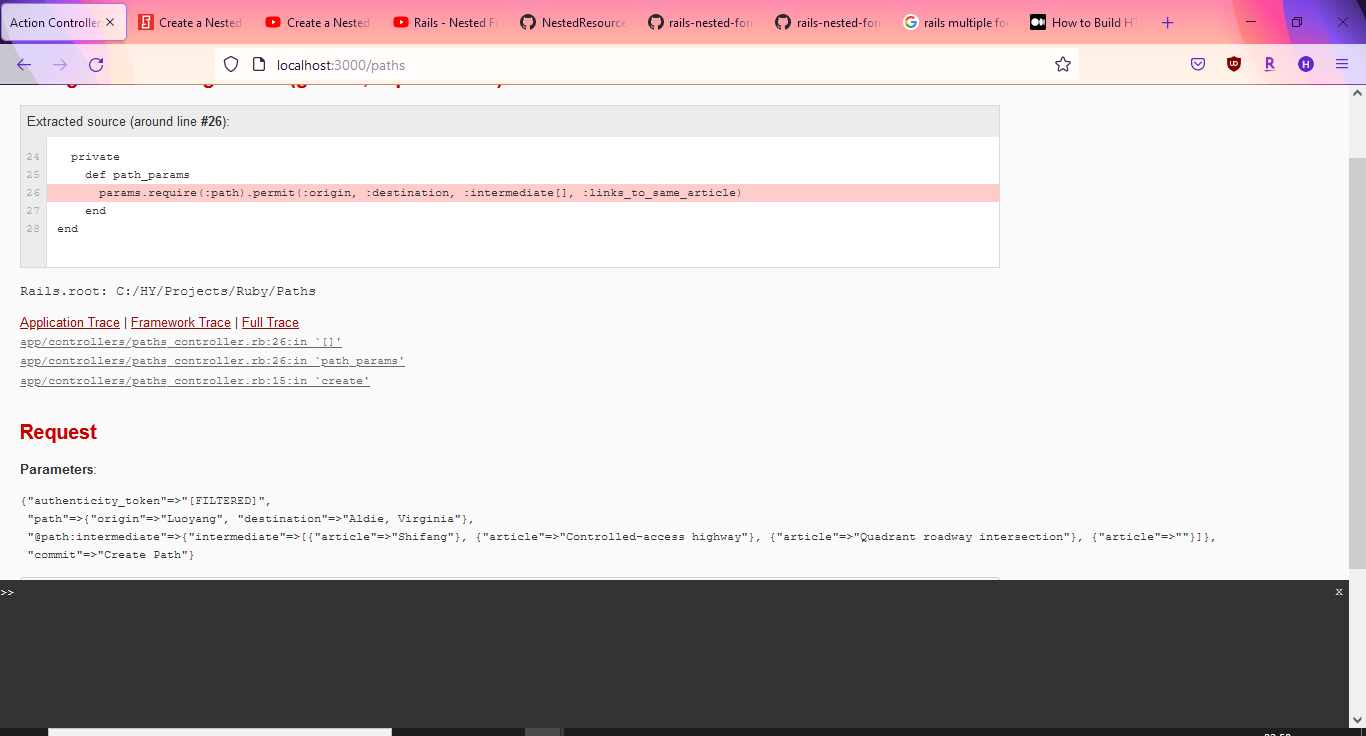 Action Controller
Create a Nested
Create a Nested
Rails - Nested Fo
NestedResource
rails-nested-for
rails-nested-for
rails multiple for
How to Build HT
localhost:3000/paths
Extracted source (around line #26):
24 private
25 def path_params
26 params.require(:path).permit(:origin, :destination, :intermediate[], :links_to_same_article)
27 end
28 end
Rails.root: C:/HY/Projects/Ruby/Paths
Application Trace | Framework Trace | Full Trace
app/controllers/paths_controller.rb:26:in `[]'
app/controllers/paths_controller.rb:26:in `path_params'
app/controllers/paths_controller.rb:15:in `create'
Request
Parameters:
{"authenticity_token"=>"[FILTERED]",
"path"=>{"origin"=>"Luoyang", "destination"=>"Aldie, Virginia"},
"@path:intermediate"=>{"intermediate"=>[{"article"=>"Shifang"}, {"article"=>"Controlled-access highway"}, {"article"=>"Quadrant roadway intersection"}, {"article"=>""}]},
"commit"=>"Create Path"}
>>
x